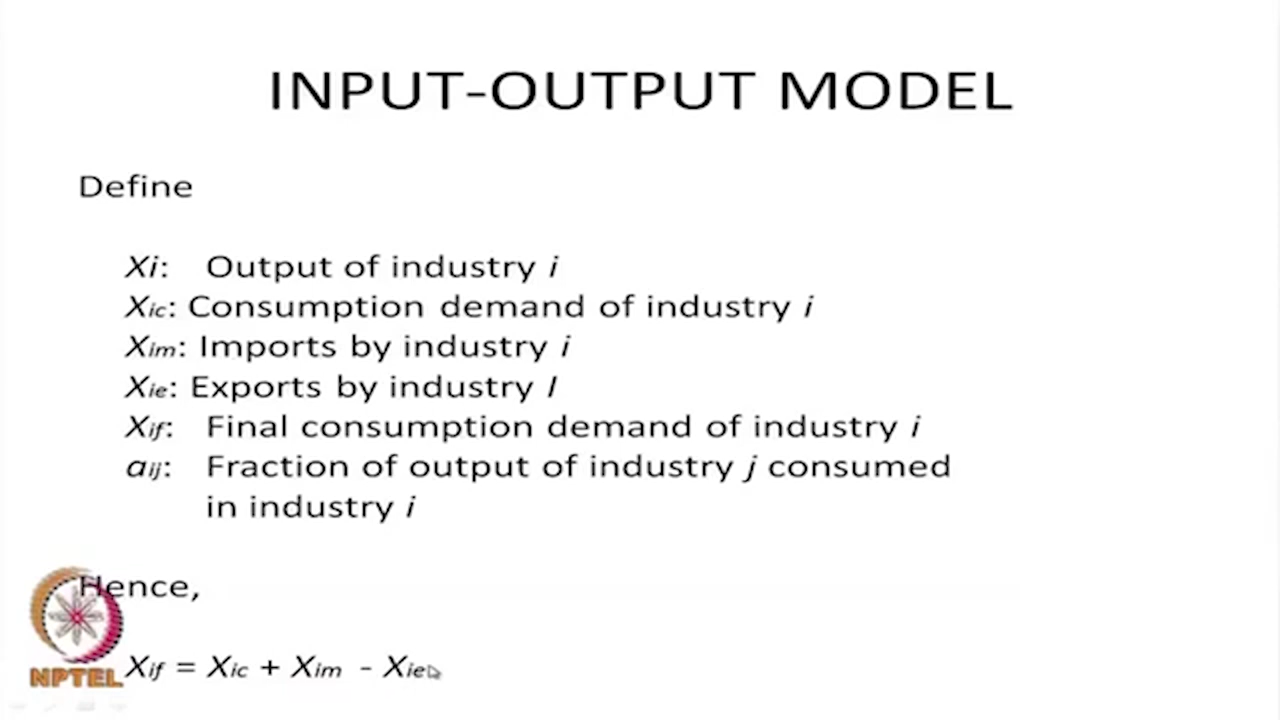 INPUT-OUTPUT MODEL
Define
Xi: Output of industry i
Xic: Consumption demand of industry i
Xim: Imports by industry i
Xie: Exports by industry I
Xif: Final consumption demand of industry i
aij: Fraction of output of industry j consumed
in industry i
Hence,
Xif = Xic + Xim - Xie
NPTEL